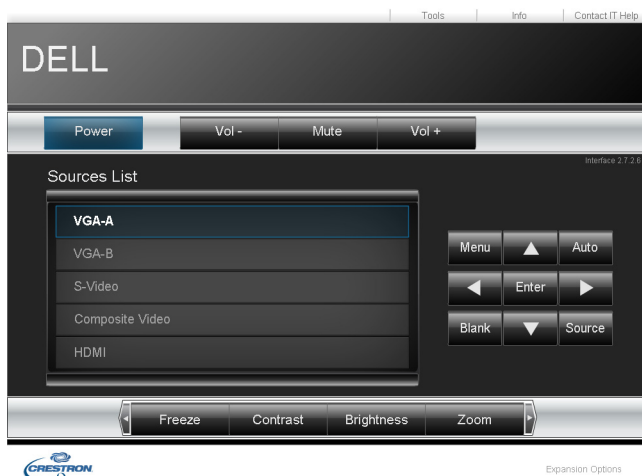 Tools Info Contact IT Help
DELL
Power Vol - Mute Vol +
Interface 2.7.2.6
Sources List
VGA-A
VGA-B
S-Video
Composite Video
HDMI
Menu Auto
Enter
Blank Source
Freeze Contrast Brightness Zoom
CRESTRON
Expansion Options